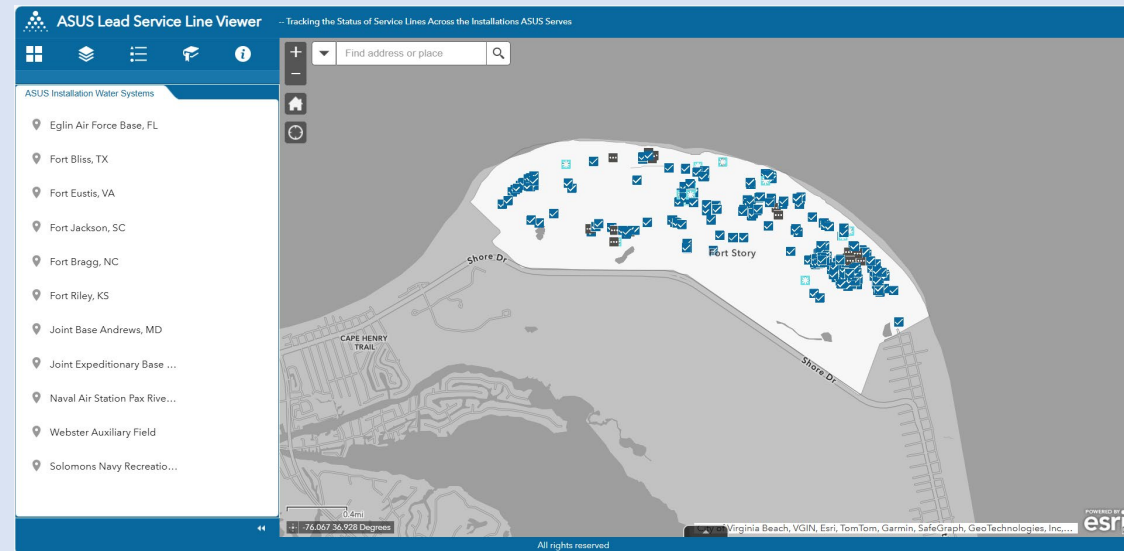 ASUS Lead Service Line Viewer
-- Tracking the Status of Service Lines Across the Installations ASUS Serves
Find address or place
ASUS Installation Water Systems
Eglin Air Force Base, FL
Fort Bliss, TX
Fort Eustis, VA
Fort Jackson, SC
Fort Bragg, NC
Fort Riley, KS
Joint Base Andrews, MD
Joint Expeditionary Base ...
Naval Air Station Pax Rive...
Webster Auxiliary Field
Solomons Navy Recreatio...
Shore Dr
Fort Story
CAPE HENRY
TRAIL
Shore Dr
0.4mi
-76.067 36.928 Degrees
City of Virginia Beach, VGIN, Esri, TomTom, Garmin, SafeGraph, GeoTechnologies, Inc,...
POWERED BY
esri
All rights reserved